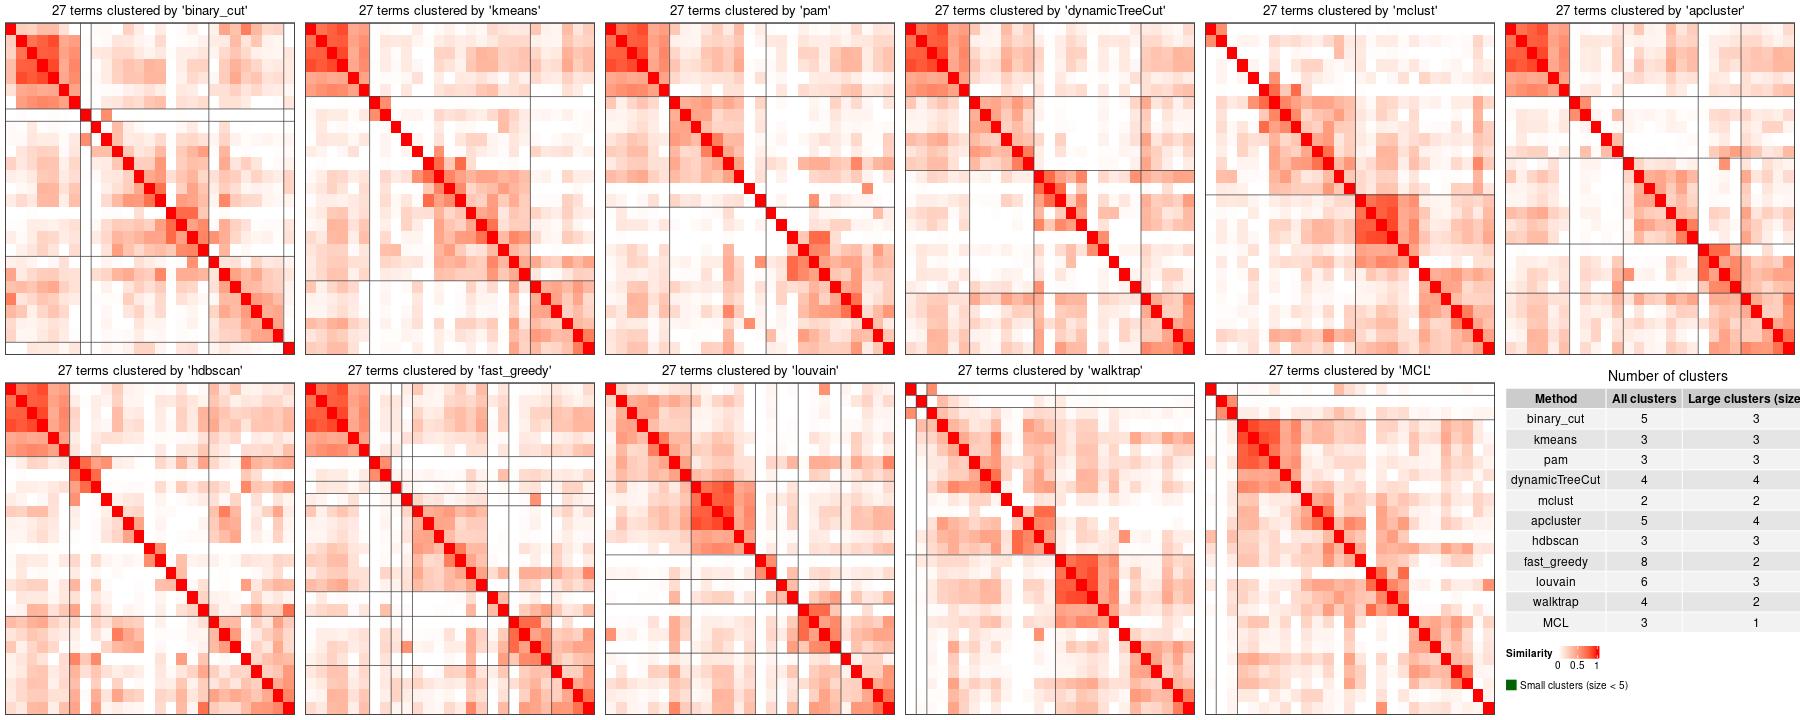 27 terms clustered by 'binary_cut'
27 terms clustered by 'kmeans'
27 terms clustered by 'pam'
27 terms clustered by 'dynamicTreeCut'
27 terms clustered by 'mclust'
27 terms clustered by 'apcluster'
27 terms clustered by 'hdbscan'
27 terms clustered by 'fast_greedy'
27 terms clustered by 'louvain'
27 terms clustered by 'walktrap'
27 terms clustered by 'MCL'
Number of clusters
Method All clusters Large clusters (size
binary_cut 5 3
kmeans 3 3
pam 3 3
dynamicTreeCut 4 4
mclust 2 2
apcluster 5 4
hdbscan 3 3
fast_greedy 8 2
louvain 6 3
walktrap 4 2
MCL 3 1
Similarity
0 0.5 1
Small clusters (size < 5)